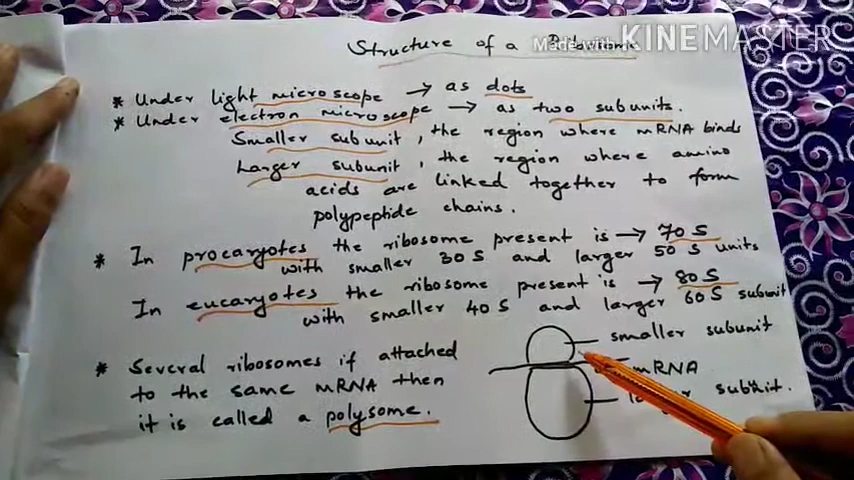 Structure of a Ribosome
Made with KINEMASTER
* Under light microscope → as dots
* Under electron microscope → as two subunits.
Smaller subunit, the region where mRNA binds
Larger subunit, the region where amino
acids are linked together to form
polypeptide chains.
* In procaryotes the ribosome present is → 70 S
with smaller 30S and larger 50 S units
In eucaryotes the ribosome present is → 80S
with smaller 40S and larger 60S subunit
* Several ribosomes if attached
to the same mRNA then
it is called a polysome.
smaller subunit
mRNA
subunit.